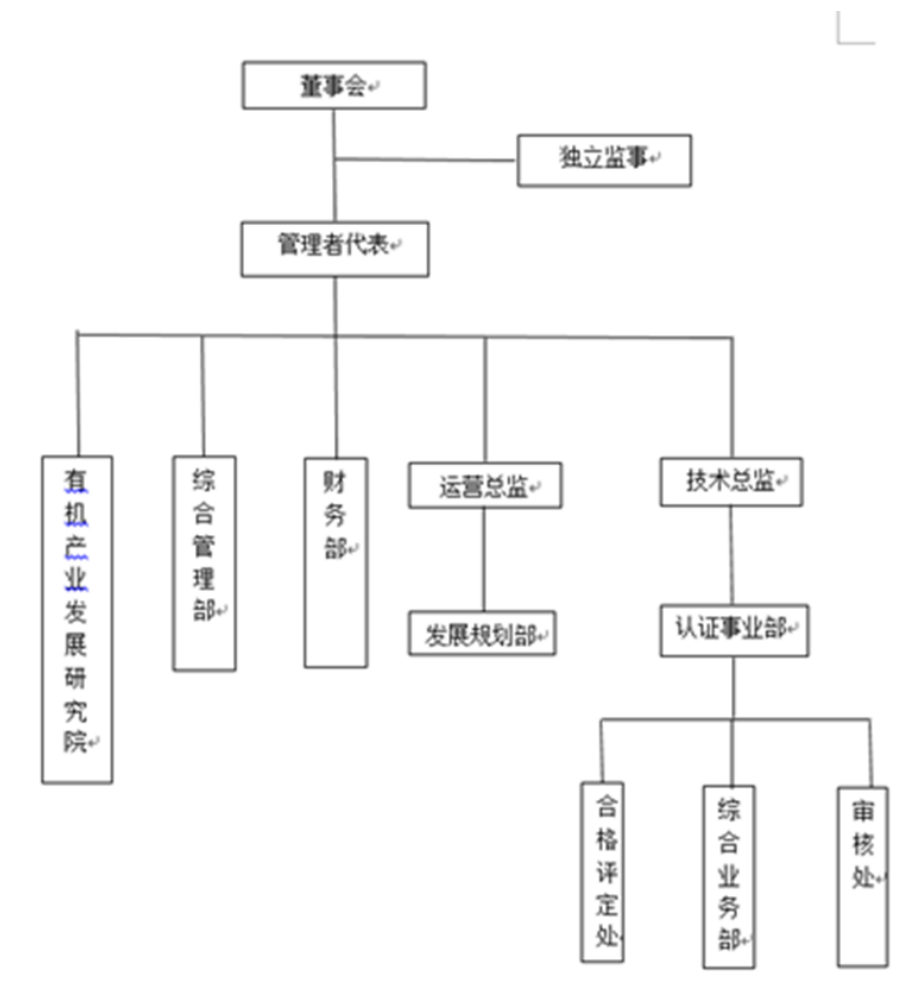 董事会
独立监事
管理者代表
有机产业发展研究院
综合管理部
财务部
运营总监
技术总监
发展规划部
认证事业部
合格评定处
综合业务部
审核处